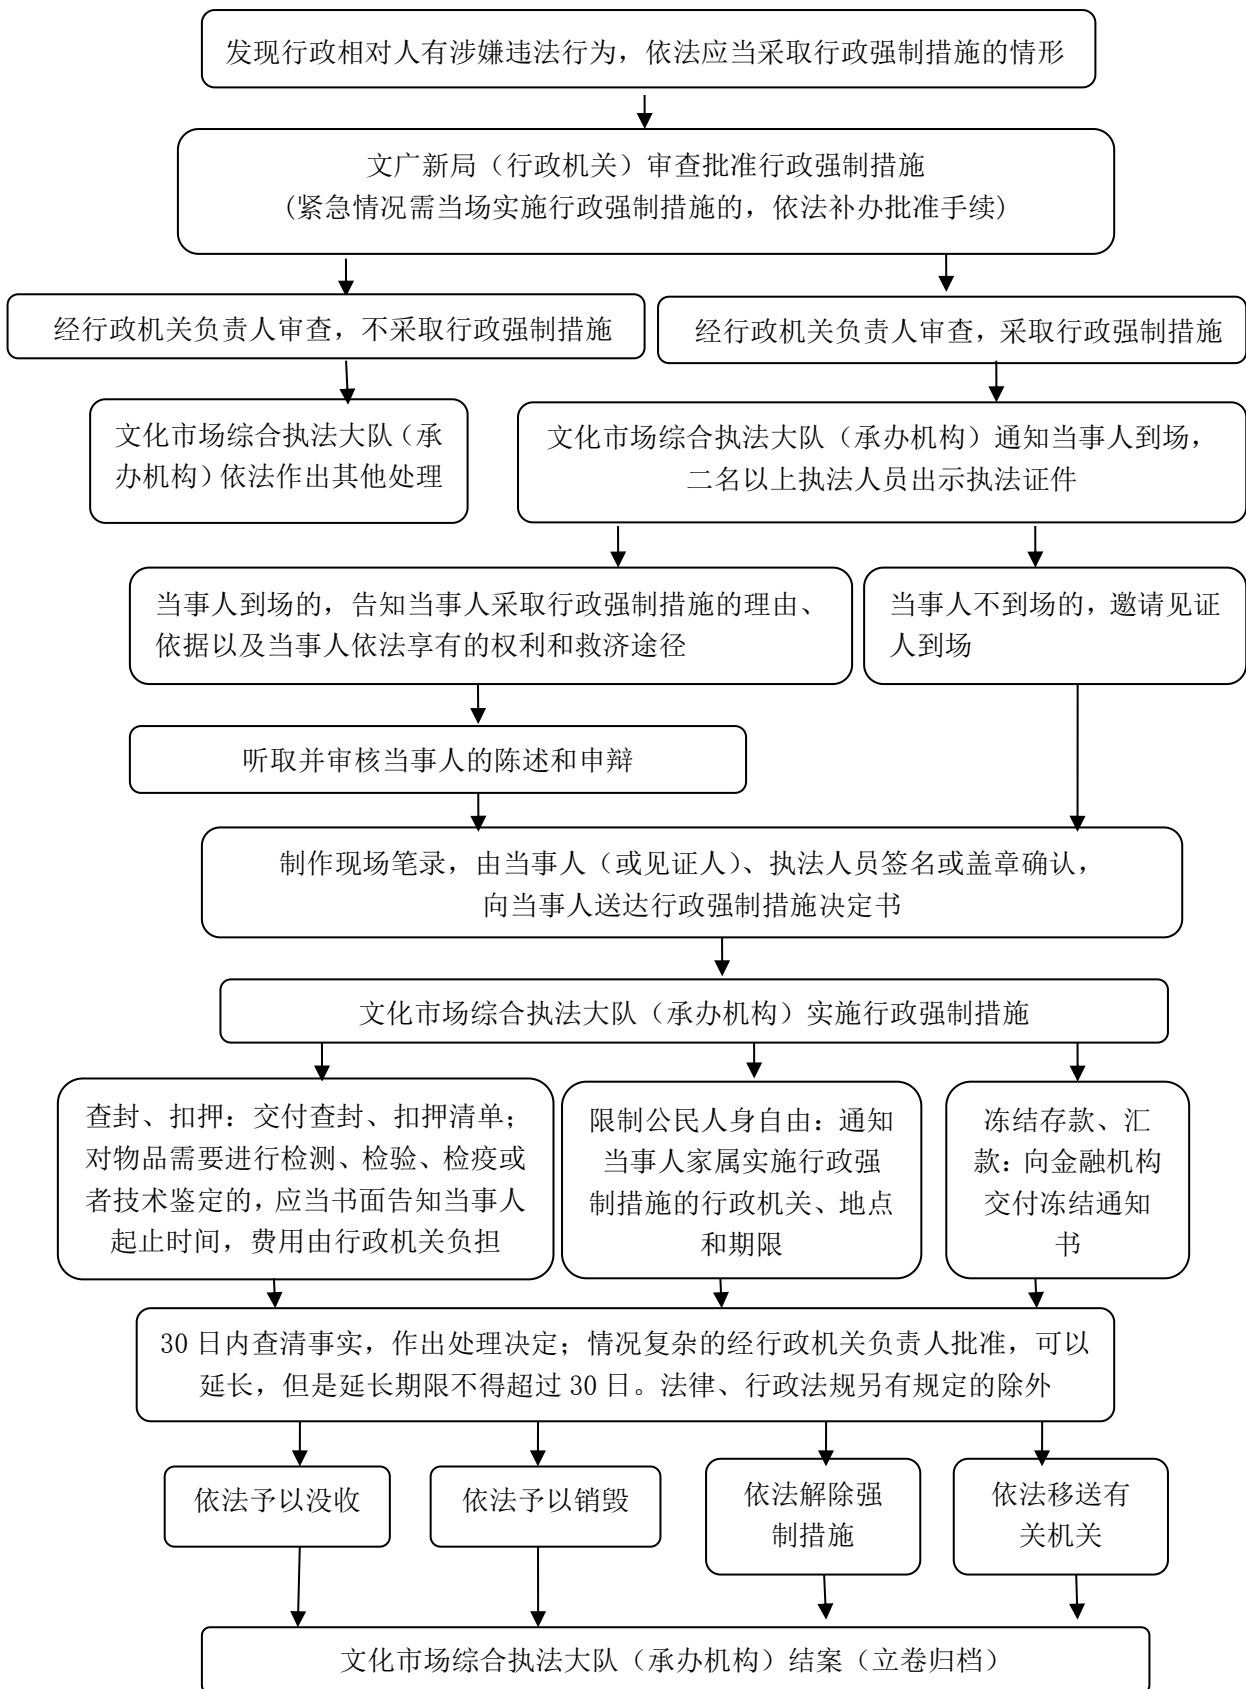 发现行政相对人有涉嫌违法行为，依法应当采取行政强制措施的情形
文广新局（行政机关）审查批准行政强制措施
(紧急情况需当场实施行政强制措施的，依法补办批准手续)
经行政机关负责人审查，不采取行政强制措施
经行政机关负责人审查，采取行政强制措施
文化市场综合执法大队（承
办机构）依法作出其他处理
文化市场综合执法大队（承办机构）通知当事人到场，
二名以上执法人员出示执法证件
当事人到场的，告知当事人采取行政强制措施的理由、
依据以及当事人依法享有的权利和救济途径
当事人不到场的，邀请见证
人到场
听取并审核当事人的陈述和申辩
制作现场笔录，由当事人（或见证人）、执法人员签名或盖章确认，
向当事人送达行政强制措施决定书
文化市场综合执法大队（承办机构）实施行政强制措施
查封、扣押：交付查封、扣押清单；
对物品需要进行检测、检验、检疫或
者技术鉴定的，应当书面告知当事人
起止时间，费用由行政机关负担
限制公民人身自由：通知
当事人家属实施行政强
制措施的行政机关、地点
和期限
冻结存款、汇
款：向金融机构
交付冻结通知
书
30日内查清事实，作出处理决定；情况复杂的经行政机关负责人批准，可以
延长，但是延长期限不得超过30日。法律、行政法规另有规定的除外
依法予以没收
依法予以销毁
依法解除强
制措施
依法移送有
关机关
文化市场综合执法大队（承办机构）结案（立卷归档）